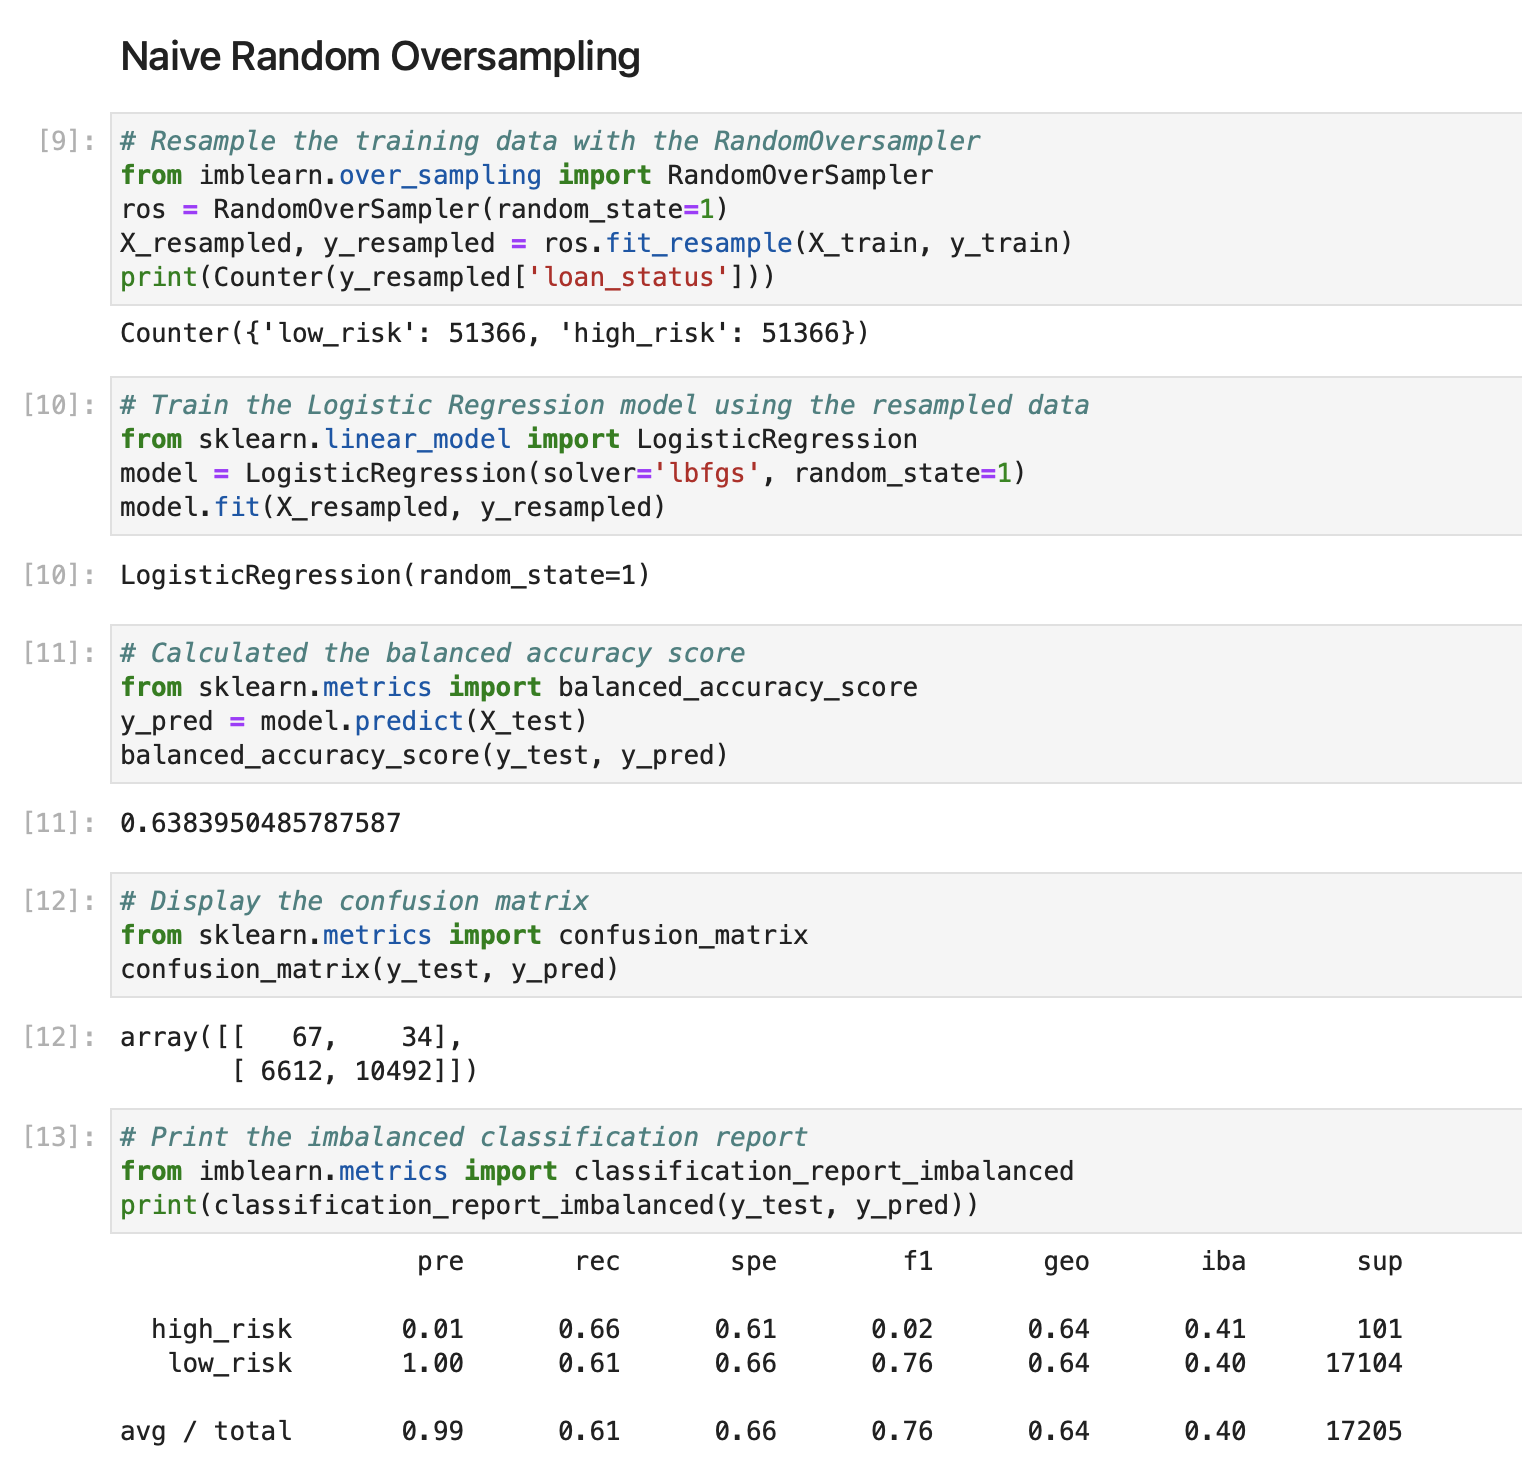 Naive Random Oversampling
[9]: # Resample the training data with the RandomOversampler
from imblearn.over_sampling import RandomOverSampler
ros = RandomOverSampler(random_state=1)
X_resampled, y_resampled = ros.fit_resample(X_train, y_train)
print(Counter(y_resampled['loan_status']))
Counter({'low_risk': 51366, 'high_risk': 51366})
[10]: # Train the Logistic Regression model using the resampled data
from sklearn.linear_model import LogisticRegression
model = LogisticRegression(solver='lbfgs', random_state=1)
model.fit(X_resampled, y_resampled)
[10]: LogisticRegression(random_state=1)
[11]: # Calculated the balanced accuracy score
from sklearn.metrics import balanced_accuracy_score
y_pred = model.predict(X_test)
balanced_accuracy_score(y_test, y_pred)
[11]: 0.6383950485787587
[12]: # Display the confusion matrix
from sklearn.metrics import confusion_matrix
confusion_matrix(y_test, y_pred)
[12]: array([[   67,    34],
       [ 6612, 10492]])
[13]: # Print the imbalanced classification report
from imblearn.metrics import classification_report_imbalanced
print(classification_report_imbalanced(y_test, y_pred))
pre rec spe f1 geo iba sup
high_risk 0.01 0.66 0.61 0.02 0.64 0.41 101
low_risk 1.00 0.61 0.66 0.76 0.64 0.40 17104
avg / total 0.99 0.61 0.66 0.76 0.64 0.40 17205